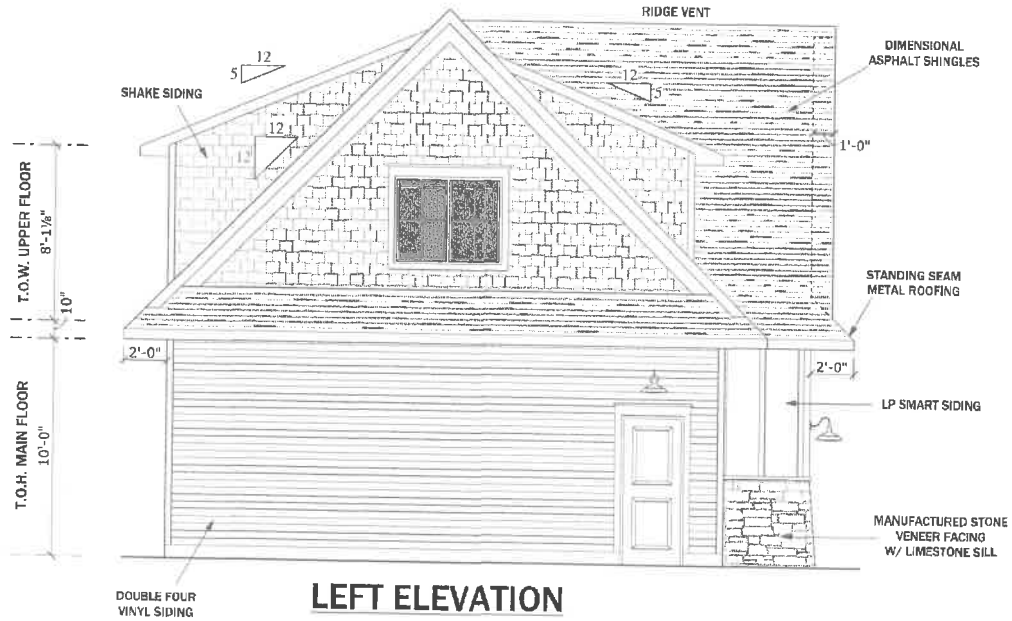 RIDGE VENT
DIMENSIONAL
ASPHALT SHINGLES
12
5
12
5
SHAKE SIDING
12
12
1'-0"
T.O.W. UPPER FLOOR
8'-1⅛"
10"
STANDING SEAM
METAL ROOFING
2'-0"
2'-0"
LP SMART SIDING
T.O.H. MAIN FLOOR
10'-0"
MANUFACTURED STONE
VENEER FACING
W/ LIMESTONE SILL
DOUBLE FOUR
VINYL SIDING
LEFT ELEVATION